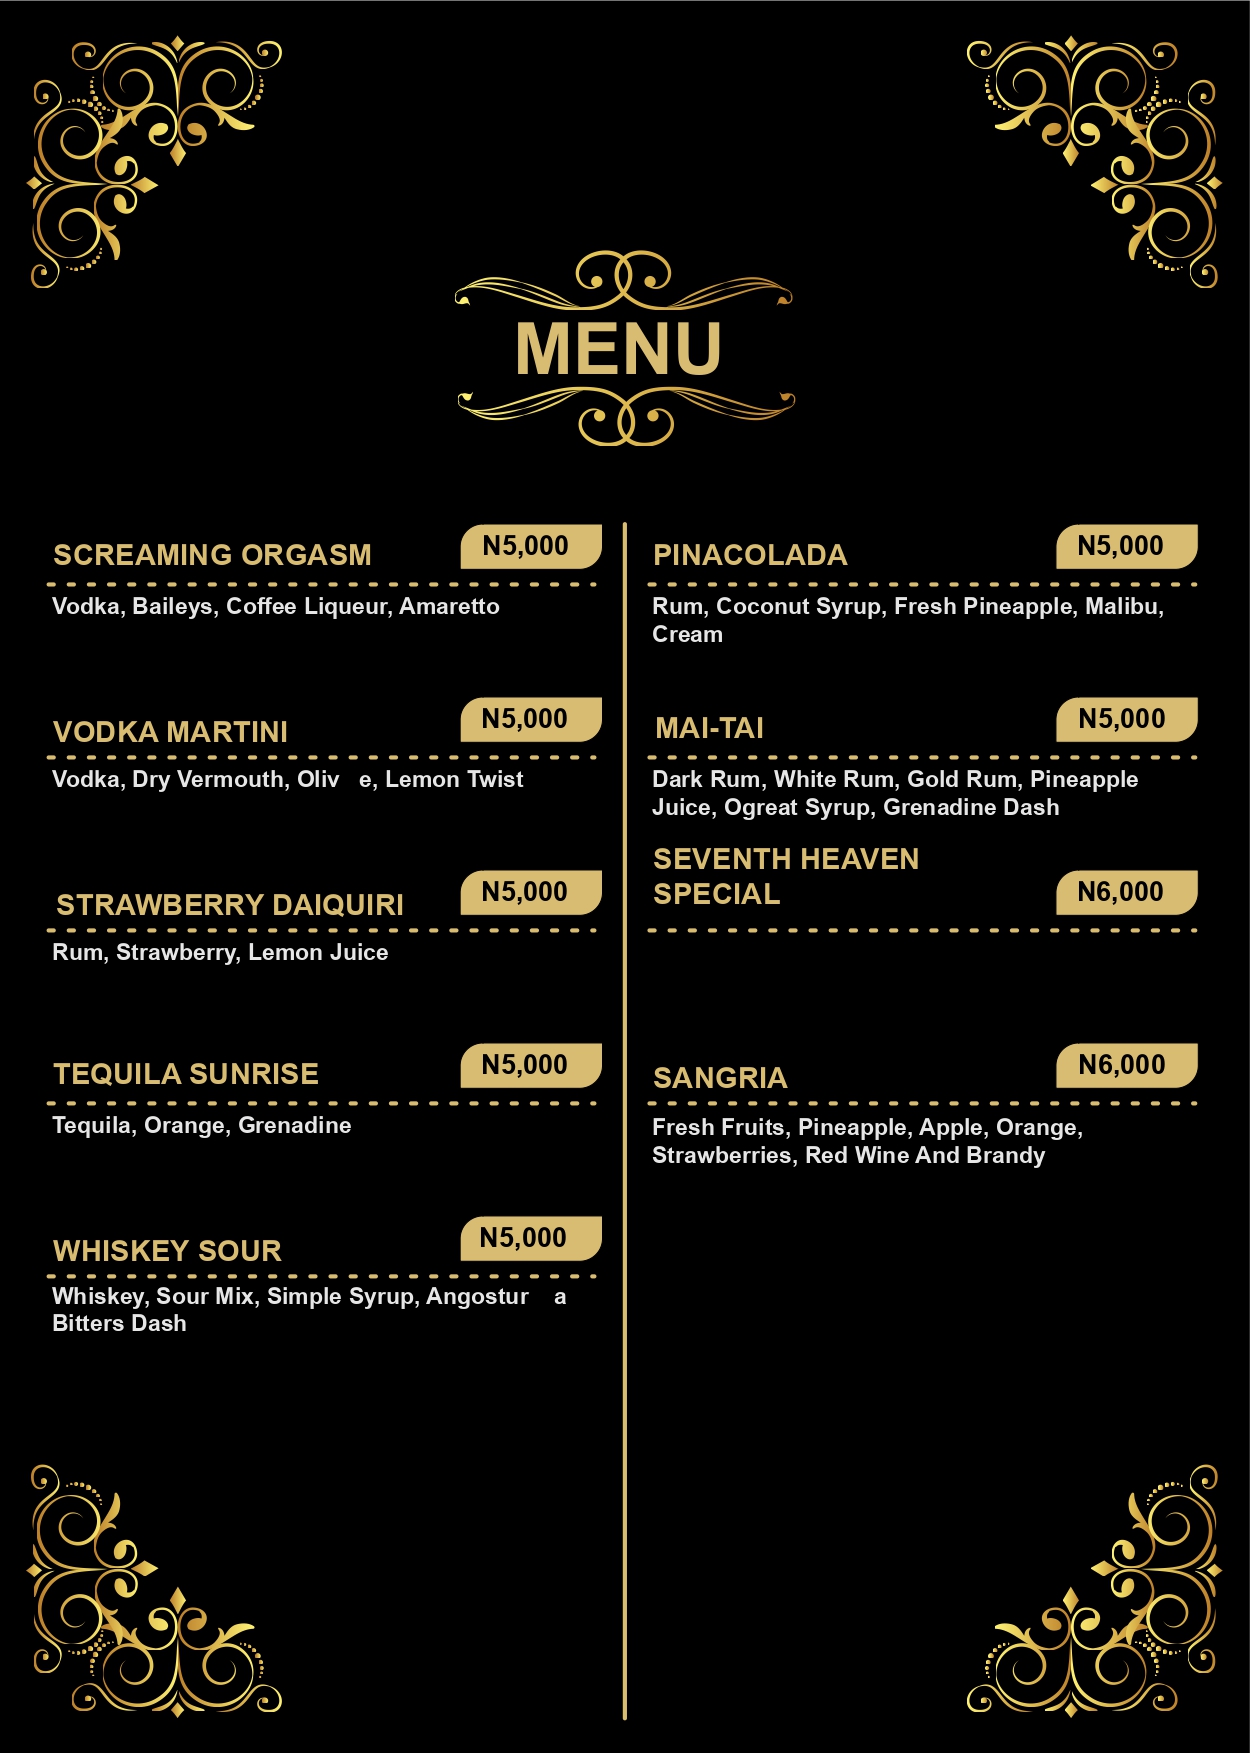 MENU
SCREAMING ORGASM
N5,000
Vodka, Baileys, Coffee Liqueur, Amaretto
VODKA MARTINI
N5,000
Vodka, Dry Vermouth, Oliv e, Lemon Twist
STRAWBERRY DAIQUIRI
N5,000
Rum, Strawberry, Lemon Juice
TEQUILA SUNRISE
N5,000
Tequila, Orange, Grenadine
WHISKEY SOUR
N5,000
Whiskey, Sour Mix, Simple Syrup, Angostur a
Bitters Dash
PINACOLADA
N5,000
Rum, Coconut Syrup, Fresh Pineapple, Malibu,
Cream
MAI-TAI
N5,000
Dark Rum, White Rum, Gold Rum, Pineapple
Juice, Ogreat Syrup, Grenadine Dash
SEVENTH HEAVEN
SPECIAL
N6,000
SANGRIA
N6,000
Fresh Fruits, Pineapple, Apple, Orange,
Strawberries, Red Wine And Brandy